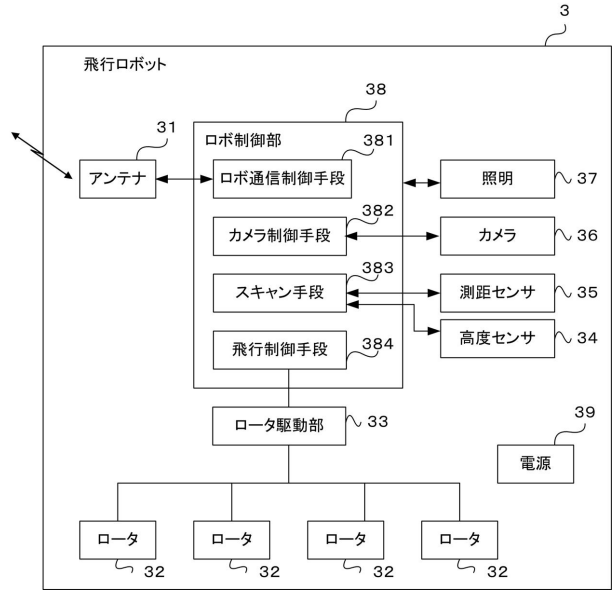 3
飛行ロボット
38
ロボ制御部
31
アンテナ
381
ロボ通信制御手段
照明
37
382
カメラ制御手段
カメラ
36
383
スキャン手段
測距センサ
35
高度センサ
34
384
飛行制御手段
ロータ駆動部
33
39
電源
ロータ
ロータ
ロータ
ロータ
32
32
32
32